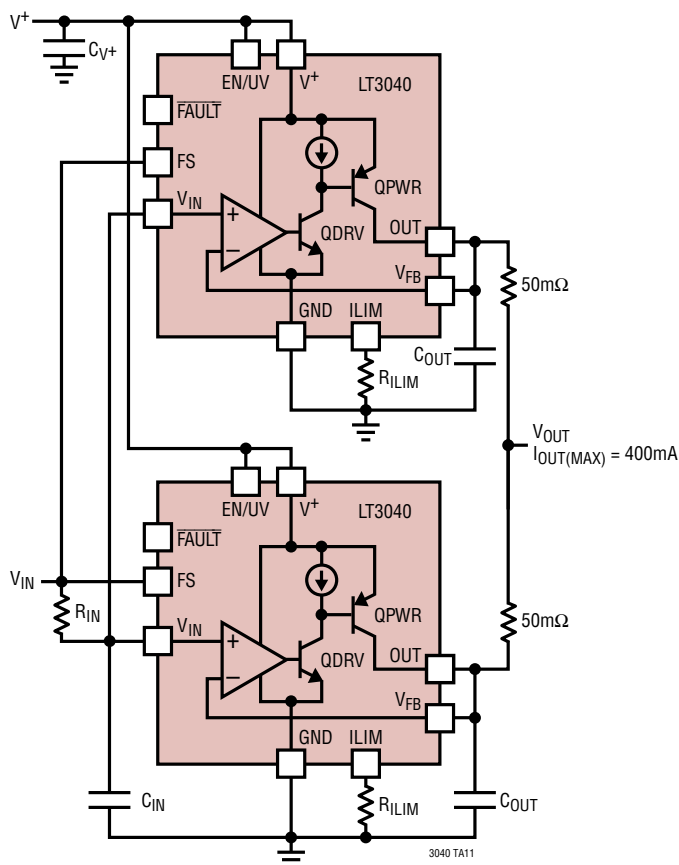 V+
CV+
EN/UV
V+
LT3040
FAULT
FS
VIN
+
−
QDRV
QPWR
OUT
VFB
GND
ILIM
RILIM
COUT
50mΩ
VOUT
IOUT(MAX) = 400mA
EN/UV
V+
LT3040
FAULT
VIN
FS
RIN
VIN
+
−
QDRV
QPWR
OUT
VFB
50mΩ
GND
ILIM
CIN
RILIM
COUT
3040 TA11